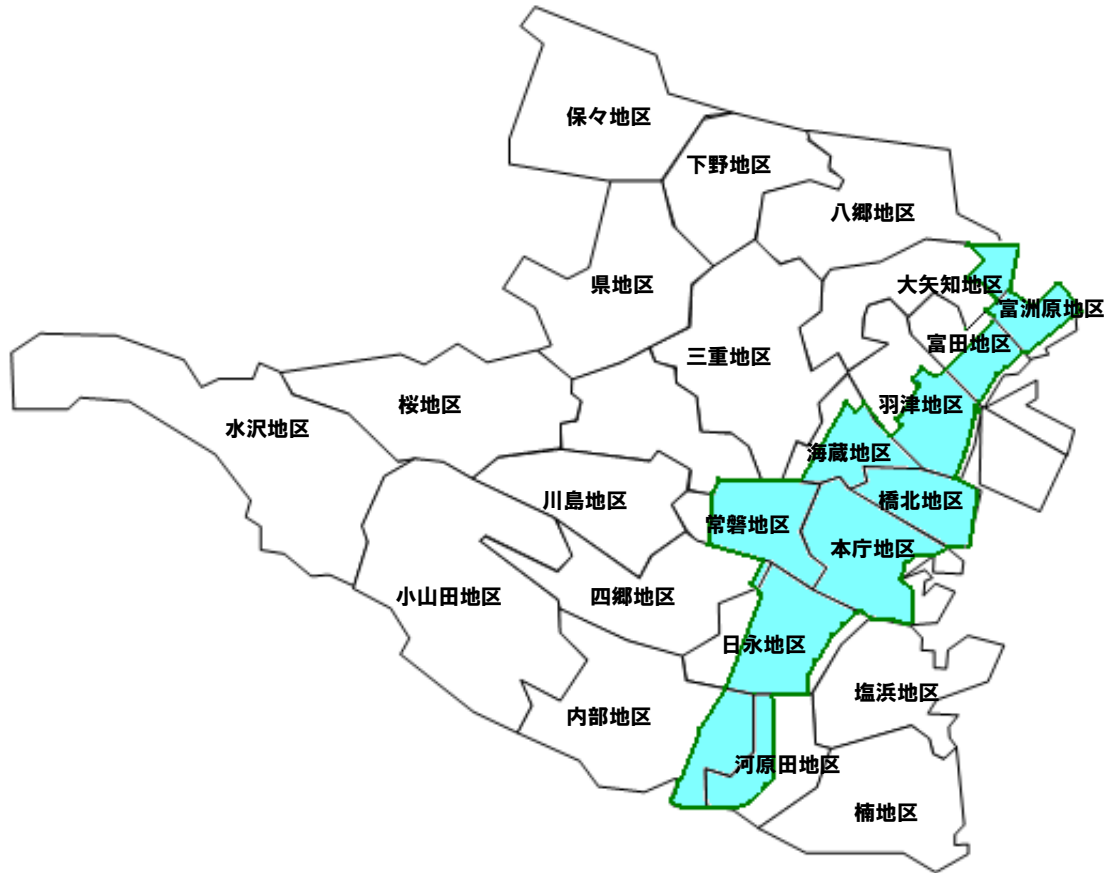 保々地区
下野地区
八郷地区
県地区
大矢知地区
富洲原地区
富田地区
三重地区
桜地区
羽津地区
水沢地区
海蔵地区
川島地区
橋北地区
常磐地区
本庁地区
小山田地区
四郷地区
日永地区
塩浜地区
内部地区
河原田地区
楠地区